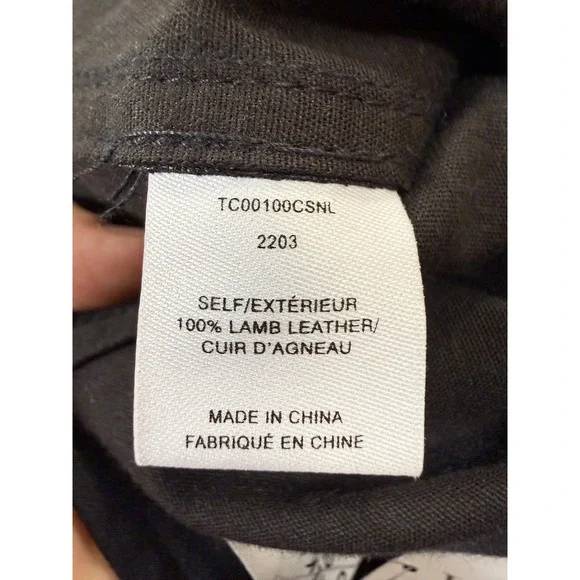 TC00100CSNL
2203
SELF/EXTÉRIEUR
100% LAMB LEATHER/
CUIR D'AGNEAU
MADE IN CHINA
FABRIQUÉ EN CHINE